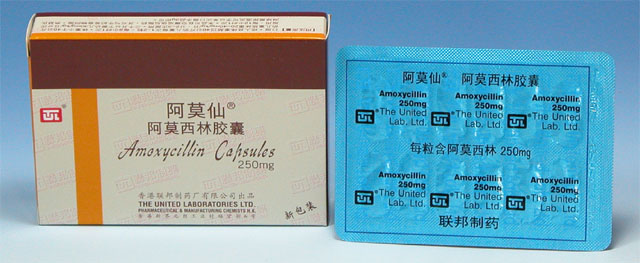 阿莫仙®
阿莫西林胶囊
Amoxycillin Capsules
250mg
香港联邦制药厂有限公司出品
THE UNITED LABORATORIES LTD.
PHARMACEUTICAL & MANUFACTURING CHEMISTS H.K.
新包装
阿莫仙® 阿莫西林胶囊
Amoxycillin Amoxycillin Amoxycillin
250mg 250mg 250mg
®The United ®The United ®The United
Lab. Ltd. Lab. Ltd. Lab. Ltd.
每粒含阿莫西林 250mg
Amoxycillin Amoxycillin Amoxycillin
250mg 250mg 250mg
®The United ®The United ®The United
Lab. Ltd. Lab. Ltd. Lab. Ltd.
联邦制药